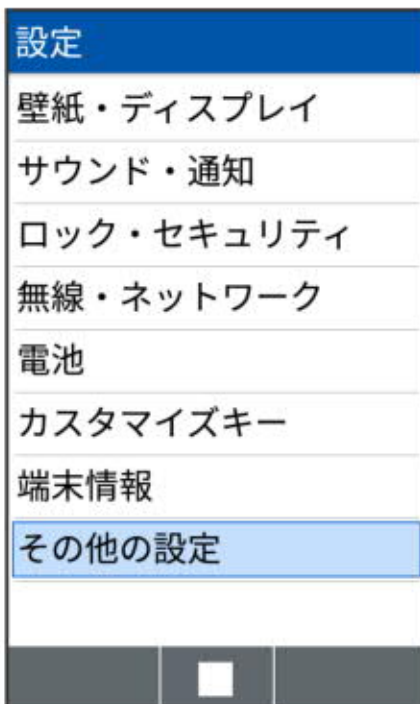 設定
壁紙・ディスプレイ
サウンド・通知
ロック・セキュリティ
無線・ネットワーク
電池
カスタマイズキー
端末情報
その他の設定